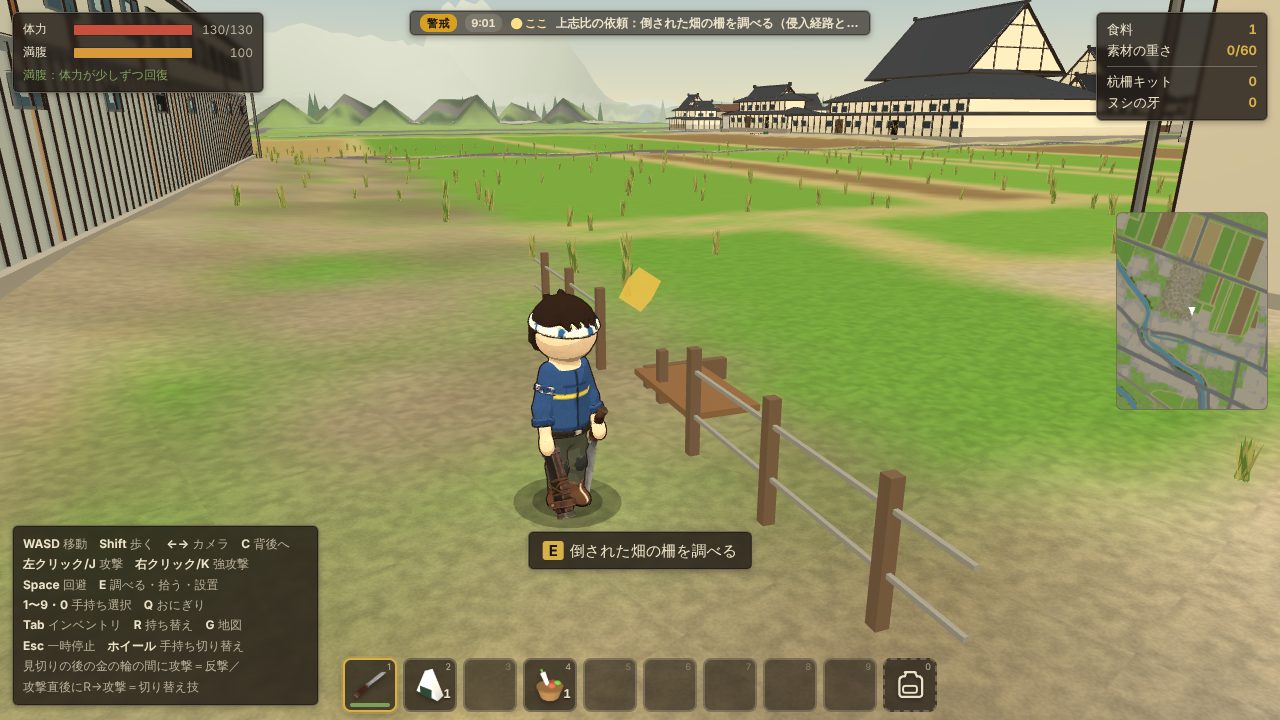 体力 130/130
満腹 100
満腹：体力が少しずつ回復
警戒 9:01 ここ 上志比の依頼：倒された畑の柵を調べる（侵入経路と…
食料 1
素材の重さ 0/60
杭柵キット 0
ヌシの牙 0
E 倒された畑の柵を調べる
WASD 移動 Shift 歩く ←→ カメラ C 背後へ
左クリック/J 攻撃 右クリック/K 強攻撃
Space 回避 E 調べる・拾う・設置
1〜9・0 手持ち選択 Q おにぎり
Tab インベントリ R 持ち替え G 地図
Esc 一時停止 ホイール 手持ち切り替え
見切りの後の金の輪の間に攻撃＝反撃／
攻撃直後にR→攻撃＝切り替え技
1 2 3 4 5 6 7 8 9 0
1 1